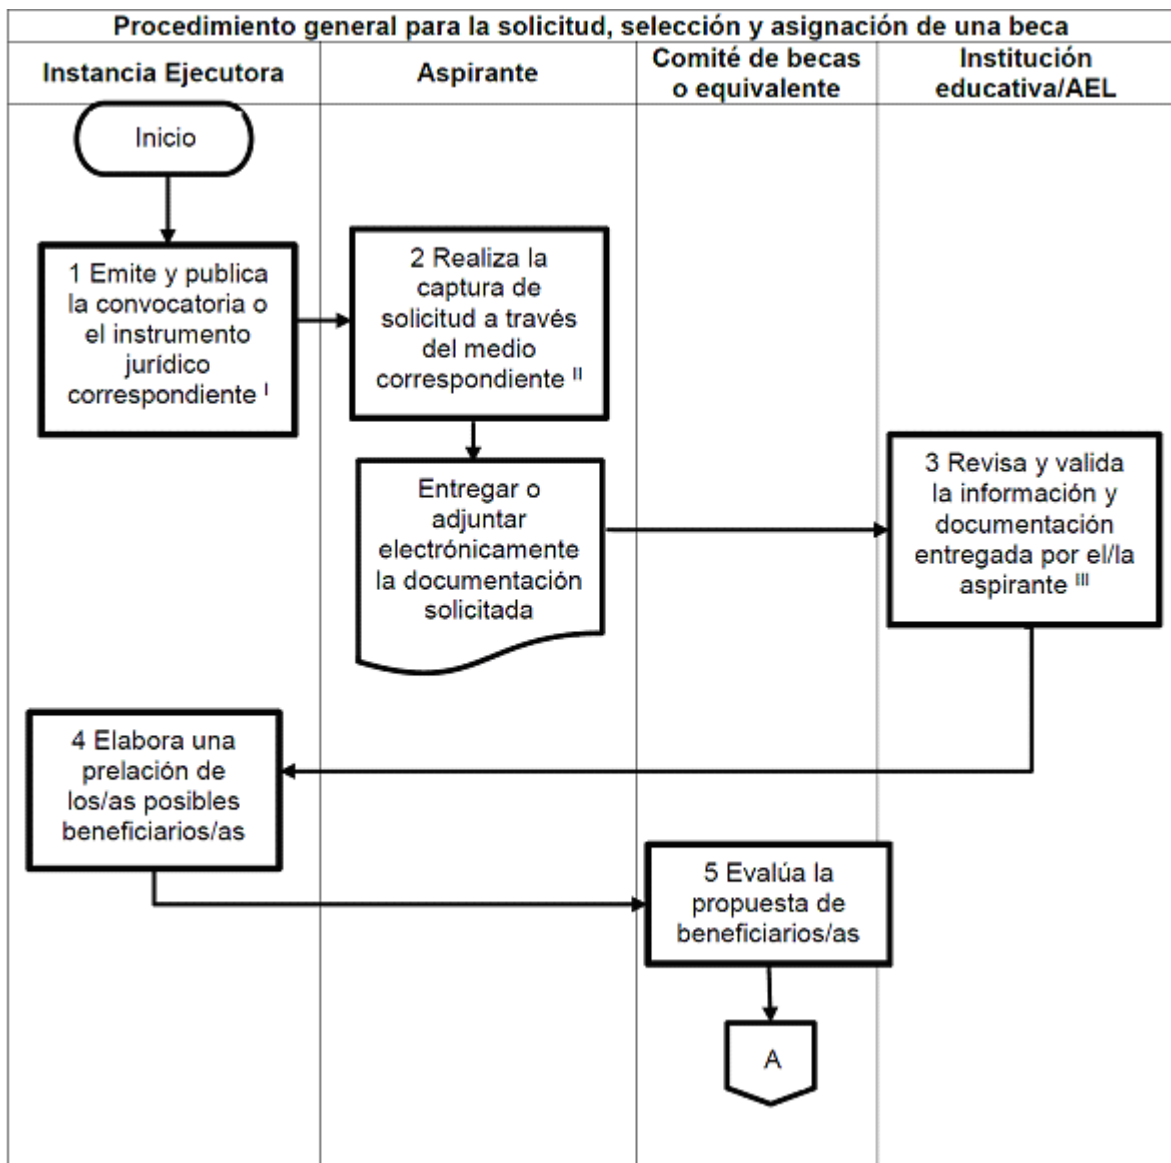 Procedimiento general para la solicitud, selección y asignación de una beca
Instancia Ejecutora
Aspirante
Comité de becas
o equivalente
Institución
educativa/AEL
Inicio
1 Emite y publica
la convocatoria o
el instrumento
jurídico
correspondiente I
2 Realiza la
captura de
solicitud a través
del medio
correspondiente II
Entregar o
adjuntar
electrónicamente
la documentación
solicitada
3 Revisa y valida
la información y
documentación
entregada por el/la
aspirante III
4 Elabora una
prelación de
los/as posibles
beneficiarios/as
5 Evalúa la
propuesta de
beneficiarios/as
A